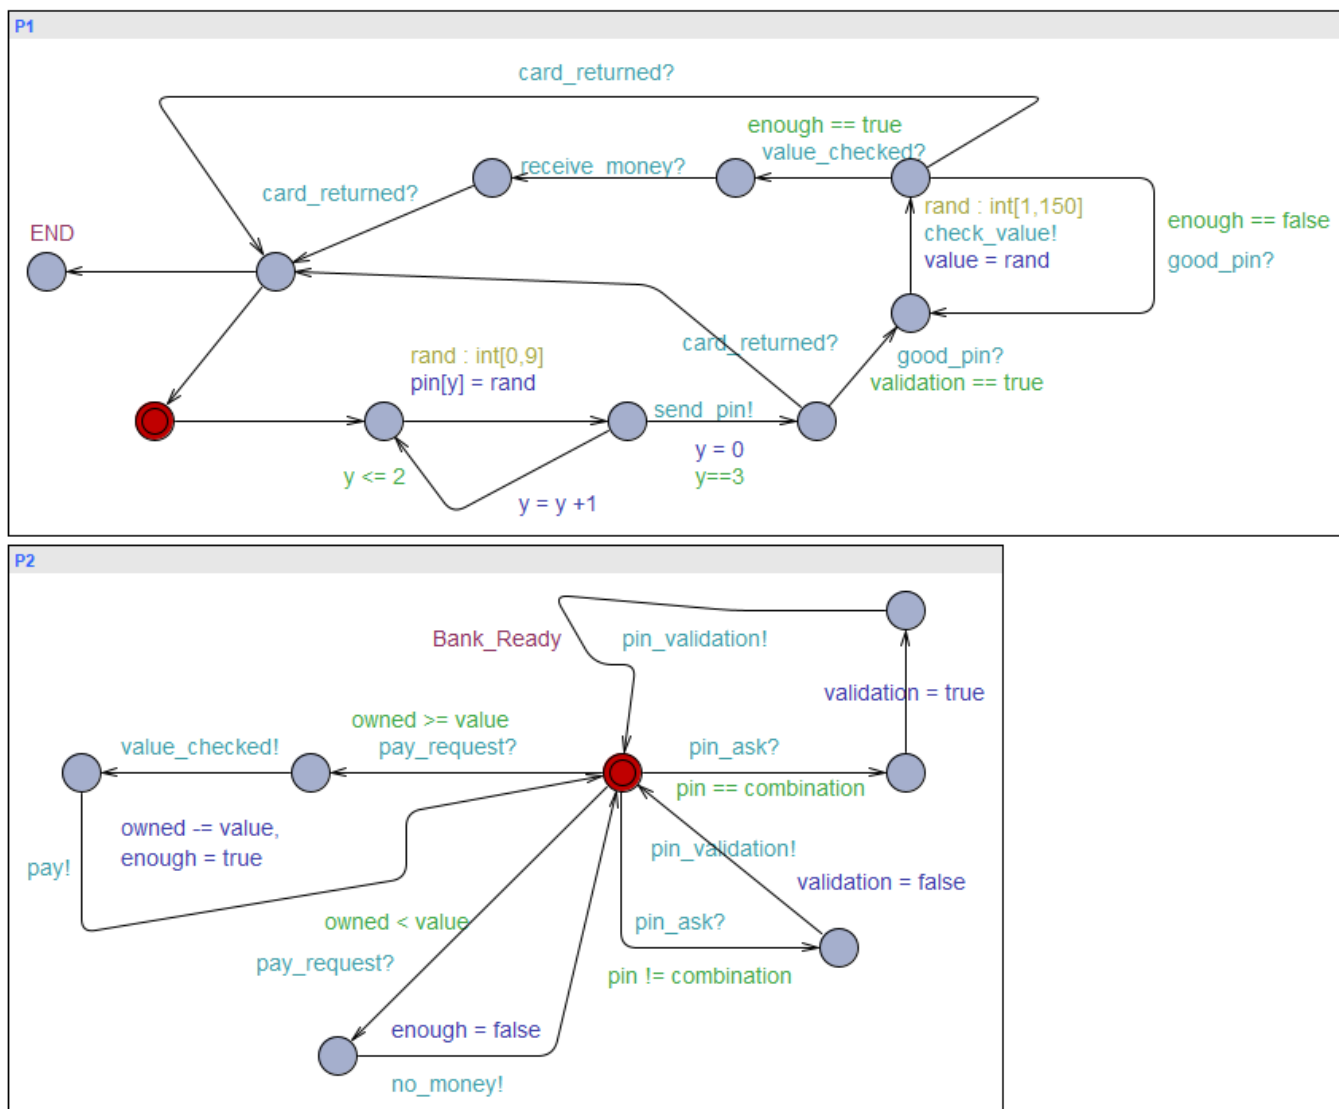 P1
card_returned?
enough == true
value_checked?
receive_money?
card_returned?
rand : int[1,150]
check_value!
value = rand
enough == false
good_pin?
END
card_returned?
rand : int[0,9]
pin[y] = rand
good_pin?
validation == true
send_pin!
y = 0
y==3
y <= 2
y = y +1
P2
Bank_Ready
pin_validation!
validation = true
owned >= value
pay_request?
value_checked!
pin_ask?
pin == combination
owned -= value,
enough = true
pay!
pin_validation!
validation = false
owned < value
pay_request?
pin_ask?
pin != combination
enough = false
no_money!